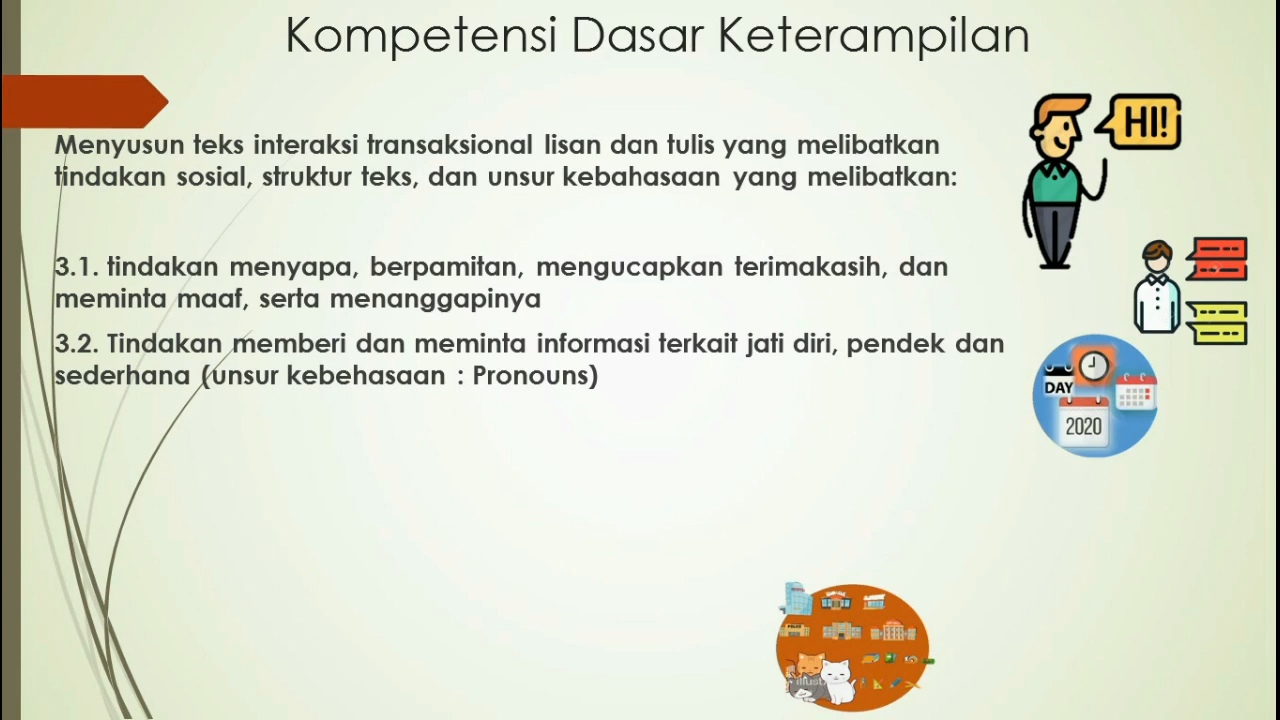 Kompetensi Dasar Keterampilan
HI!
Menyusun teks interaksi transaksional lisan dan tulis yang melibatkan
tindakan sosial, struktur teks, dan unsur kebahasaan yang melibatkan:
3.1. tindakan menyapa, berpamitan, mengucapkan terimakasih, dan
meminta maaf, serta menanggapinya
3.2. Tindakan memberi dan meminta informasi terkait jati diri, pendek dan
sederhana (unsur kebehasaan : Pronouns)
DAY
2020
POLICE